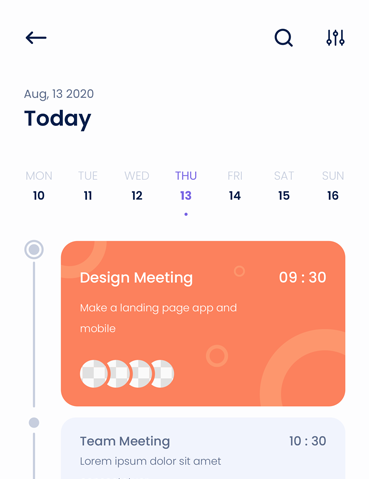 Aug, 13 2020
Today
MON TUE WED THU FRI SAT SUN
10 11 12 13 14 15 16
Design Meeting 09 : 30
Make a landing page app and
mobile
Team Meeting 10 : 30
Lorem ipsum dolor sit amet